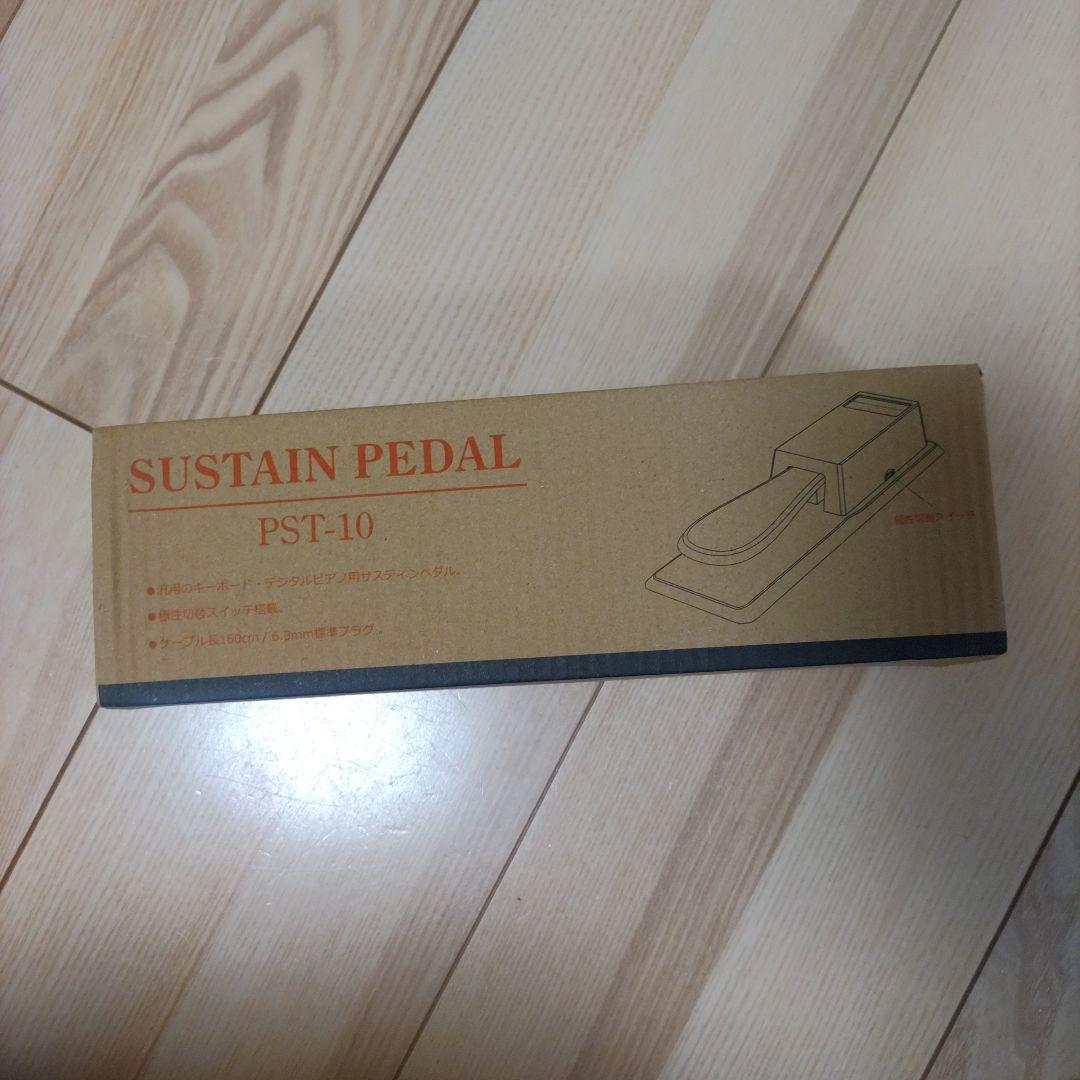 SUSTAIN PEDAL
PST-10
●汎用のキーボード・デジタルピアノ用サスティンペダル。
●極性切替スイッチ搭載。
●ケーブル長160cm / 6.3mm標準プラグ 。
極性切替スイッチ